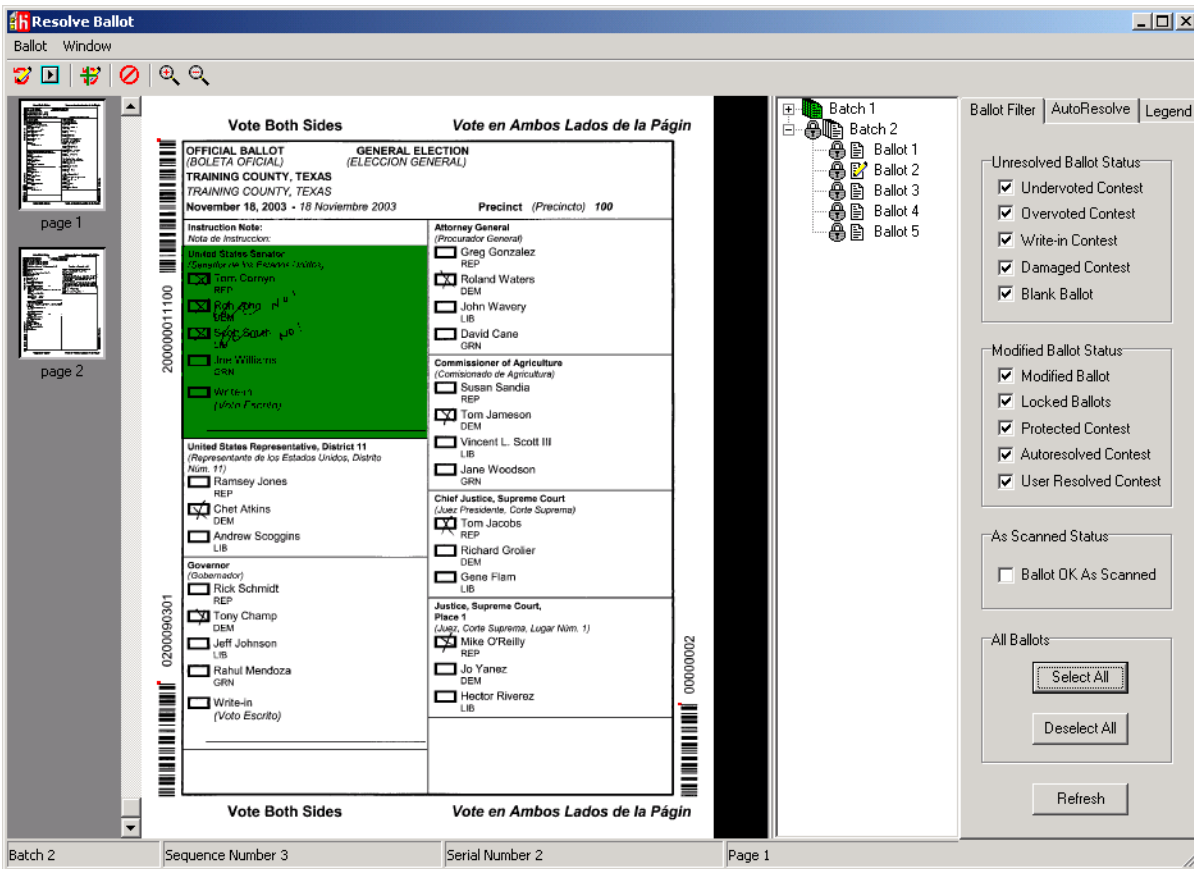 Resolve Ballot
Ballot Window
page 1
page 2
Vote Both Sides Vote en Ambos Lados de la Págin
OFFICIAL BALLOT GENERAL ELECTION
(BOLETA OFICIAL) (ELECCION GENERAL)
TRAINING COUNTY, TEXAS
TRAINING COUNTY, TEXAS
November 18, 2003 - 18 Noviembre 2003 Precinct (Precincto) 100
Instruction Note:
Nota de Instruccion:
United States Senator
(Senador de los Estados Unidos)
Tom Cornyn
REP
DEM
No!
Scott South
LIB
No!
Joe Williams
GRN
Write-in
(Voto Escrito)
United States Representative, District 11
(Representante de los Estados Unidos, Distrito
Núm. 11)
Ramsey Jones
REP
Chet Atkins
DEM
Andrew Scoggins
LIB
Governor
(Gobernador)
Rick Schmidt
REP
Tony Champ
DEM
Jeff Johnson
LIB
Rahul Mendoza
GRN
Write-in
(Voto Escrito)
Attorney General
(Procurador General)
Greg Gonzalez
REP
Roland Waters
DEM
John Wavery
LIB
David Cane
GRN
Commissioner of Agriculture
(Comisionado de Agricultura)
Susan Sandia
REP
Tom Jameson
DEM
Vincent L. Scott III
LIB
Jane Woodson
GRN
Chief Justice, Supreme Court
(Juez Presidente, Corte Suprema)
Tom Jacobs
REP
Richard Grolier
DEM
Gene Flam
LIB
Justice, Supreme Court,
Place 1
(Juez, Corte Suprema, Lugar Núm. 1)
Mike O'Reilly
REP
Jo Yanez
DEM
Hector Riverez
LIB
200000011100
0200090301
00000002
Vote Both Sides Vote en Ambos Lados de la Págin
Batch 1
Batch 2
Ballot 1
Ballot 2
Ballot 3
Ballot 4
Ballot 5
Ballot Filter AutoResolve Legend
Unresolved Ballot Status
Undervoted Contest
Overvoted Contest
Write-in Contest
Damaged Contest
Blank Ballot
Modified Ballot Status
Modified Ballot
Locked Ballots
Protected Contest
Autoresolved Contest
User Resolved Contest
As Scanned Status
Ballot OK As Scanned
All Ballots
Select All
Deselect All
Refresh
Batch 2 Sequence Number 3 Serial Number 2 Page 1